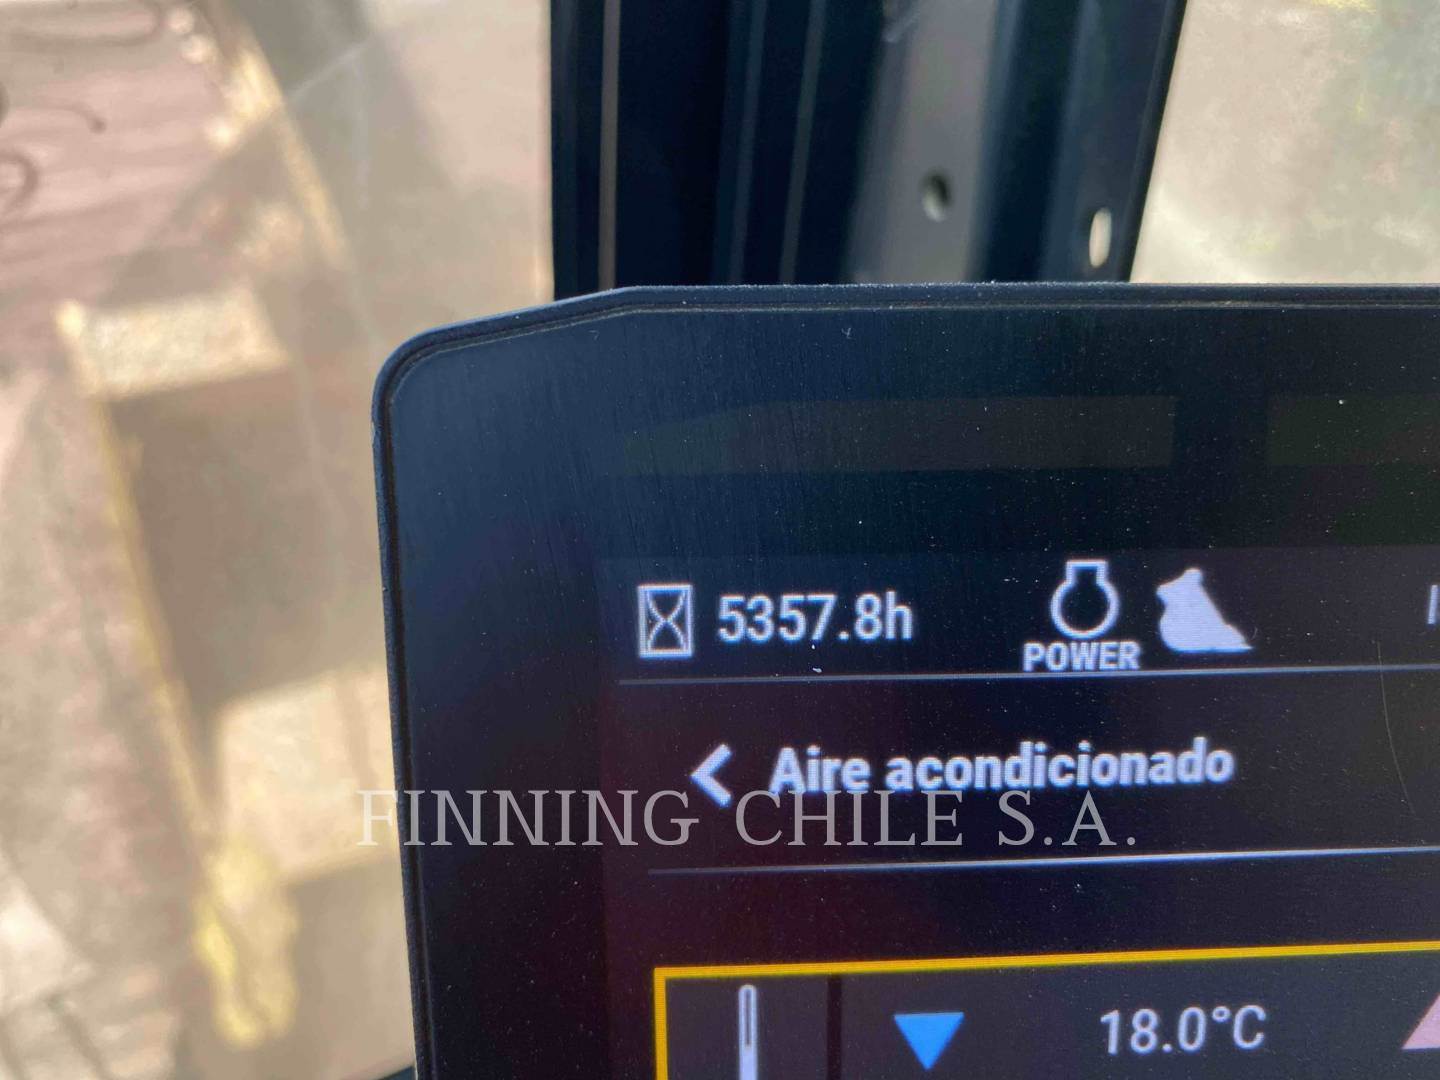 5357.8h
POWER
Aire acondicionado
FINNING CHILE S.A.
18.0°C